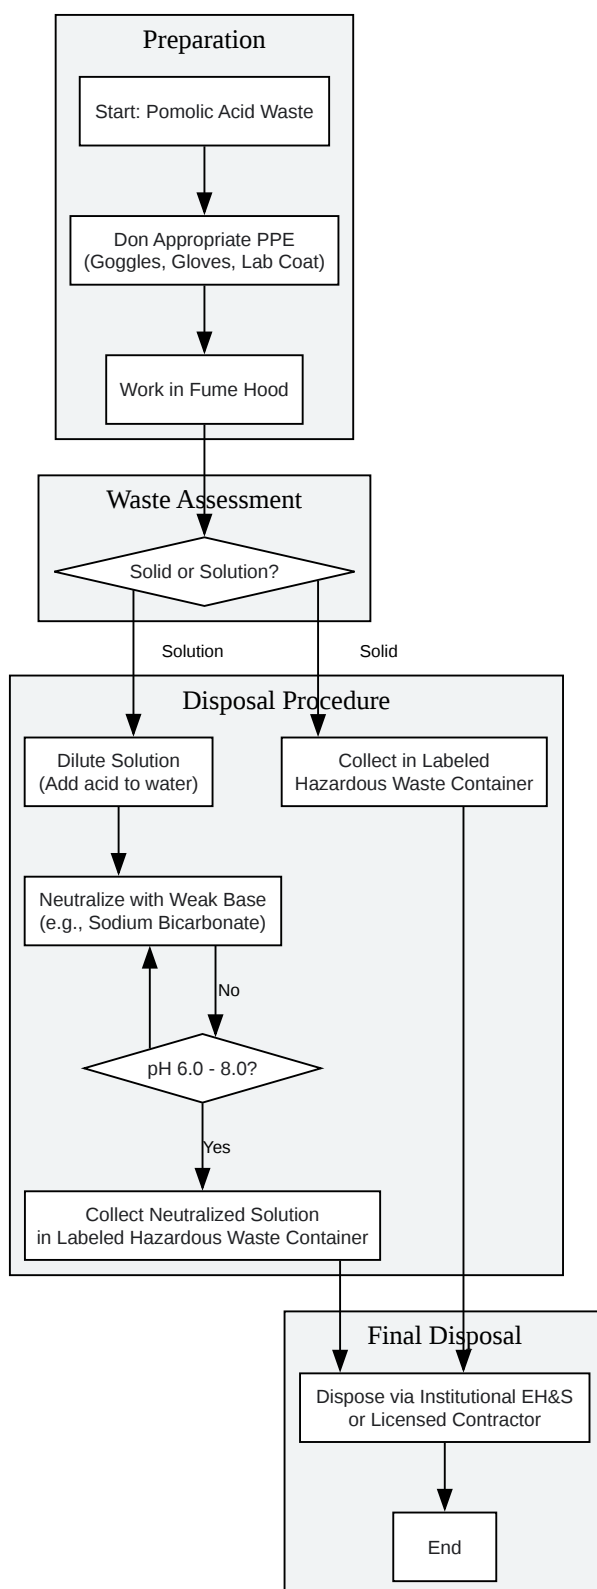 Preparation
Start: Pomolic Acid Waste
Don Appropriate PPE
(Goggles, Gloves, Lab Coat)
Work in Fume Hood
Waste Assessment
Solid or Solution?
Solution
Solid
Disposal Procedure
Dilute Solution
(Add acid to water)
Collect in Labeled
Hazardous Waste Container
Neutralize with Weak Base
(e.g., Sodium Bicarbonate)
No
pH 6.0 - 8.0?
Yes
Collect Neutralized Solution
in Labeled Hazardous Waste Container
Final Disposal
Dispose via Institutional EH&S
or Licensed Contractor
End